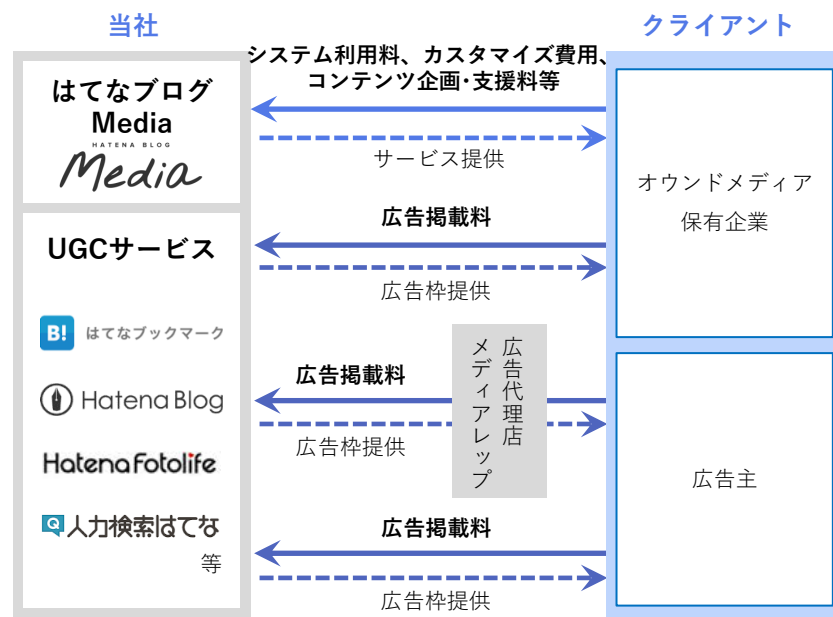 当社
クライアント
システム利用料、カスタマイズ費用、
コンテンツ企画･支援料等
はてなブログ
Media
HATENA BLOG
Media
サービス提供
オウンドメディア
保有企業
UGCサービス
広告掲載料
広告枠提供
B! はてなブックマーク
Hatena Blog
Hatena Fotolife
Q 人力検索はてな
等
広告掲載料
広告枠提供
広告代理店
メディアレップ
広告主
広告掲載料
広告枠提供